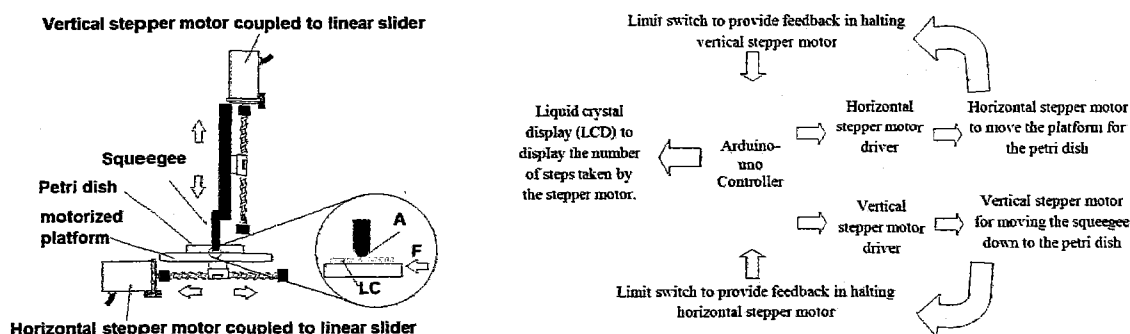 Vertical stepper motor coupled to linear slider
Squeegee
Petri dish
motorized
platform
A
F
LC
Horizontal stepper motor coupled to linear slider
Limit switch to provide feedback in halting
vertical stepper motor
Liquid crystal
display (LCD) to
display the number
of steps taken by
the stepper motor.
Arduino-
uno
Controller
Horizontal
stepper motor
driver
Horizontal stepper motor
to move the platform for
the petri dish
Vertical
stepper motor
driver
Vertical stepper motor
for moving the squeegee
down to the petri dish
Limit switch to provide feedback in halting
horizontal stepper motor